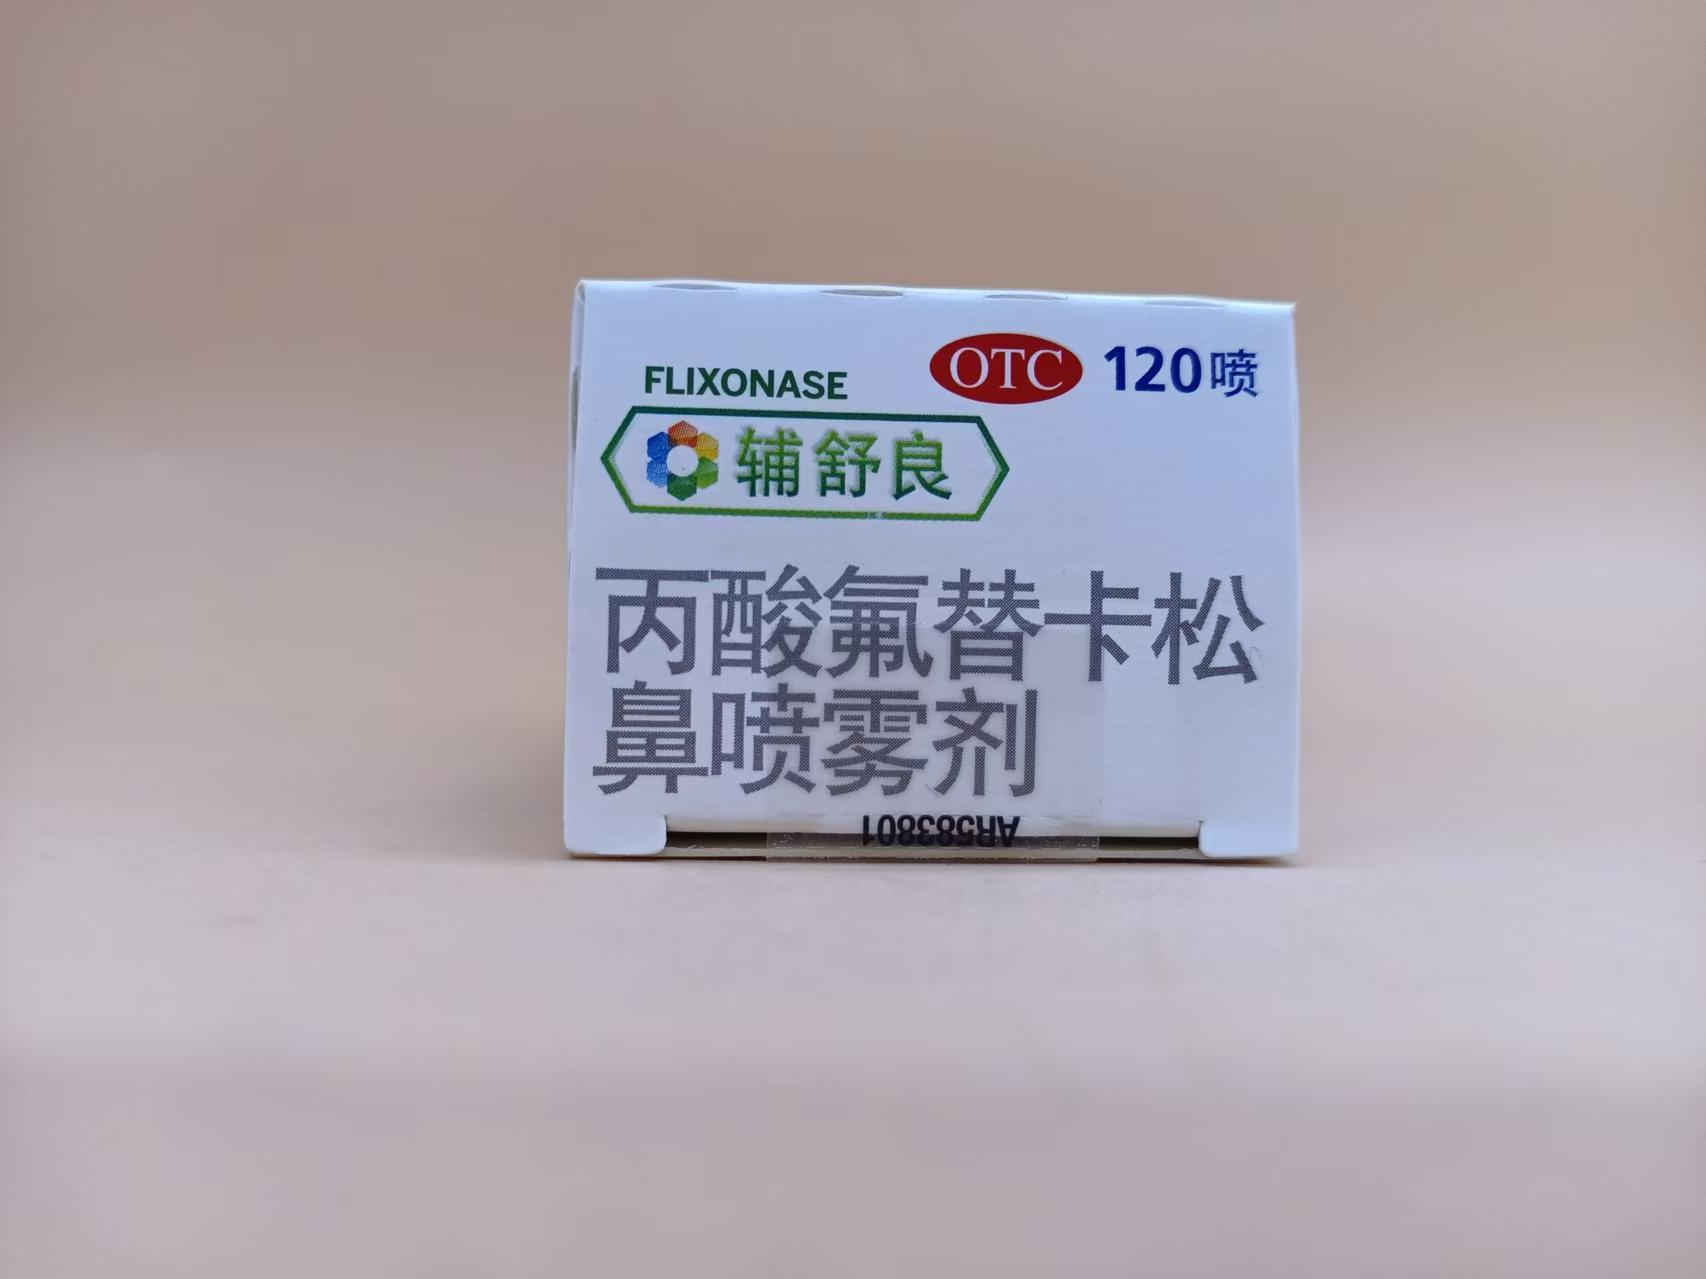 FLIXONASE
OTC 120喷
辅舒良
丙酸氟替卡松
鼻喷雾剂
AR583801